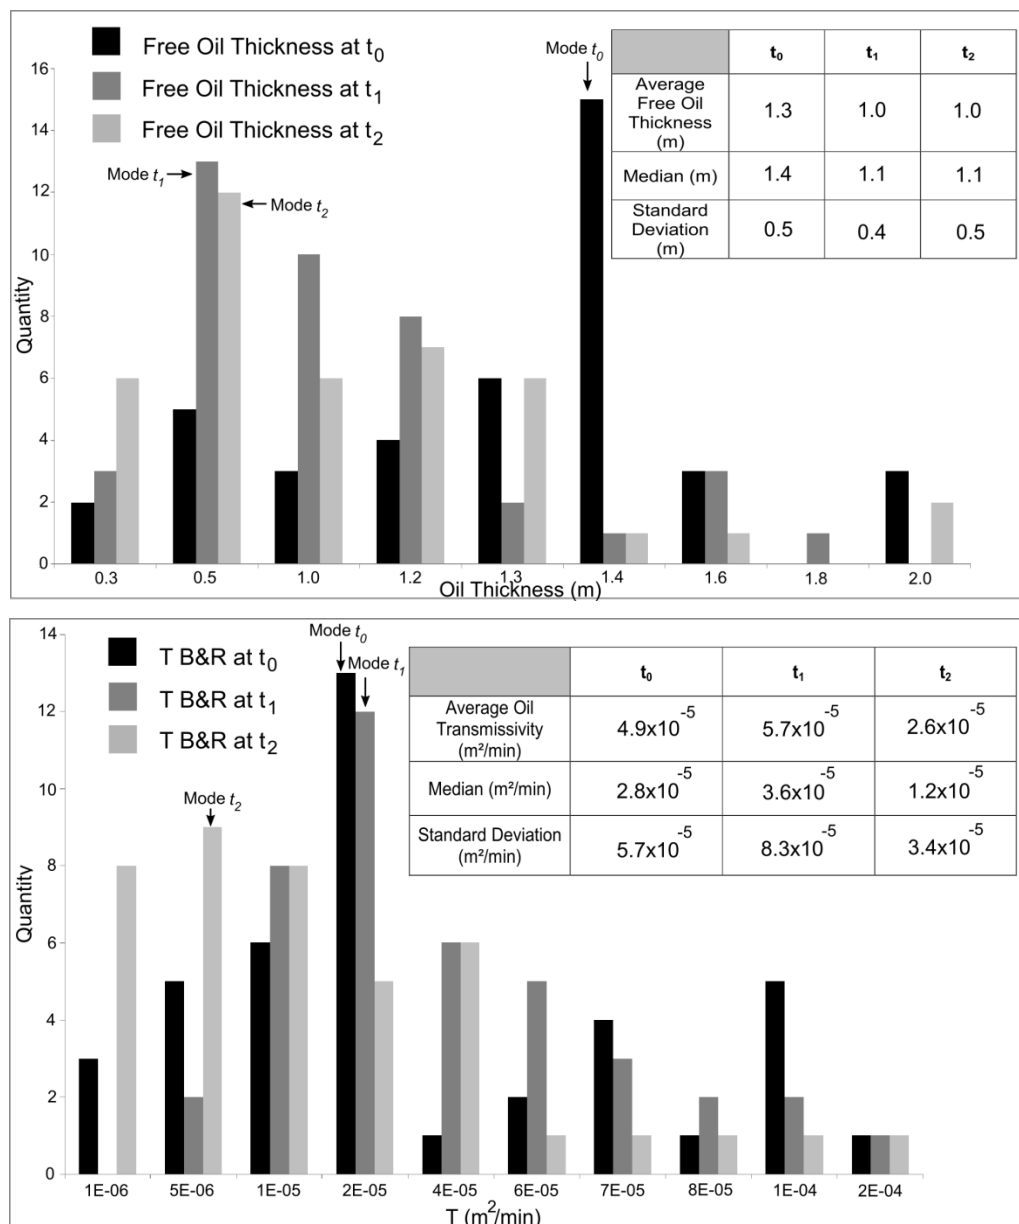 Free Oil Thickness at t0
Free Oil Thickness at t1
Free Oil Thickness at t2
Mode t0
Mode t1
Mode t2
t0 t1 t2
Average
Free Oil
Thickness
(m)
1.3 1.0 1.0
Median (m) 1.4 1.1 1.1
Standard
Deviation
(m)
0.5 0.4 0.5
Quantity
16
14
12
10
8
6
4
2
0
0.3 0.5 1.0 1.2 1.3 1.4 1.6 1.8 2.0
Oil Thickness (m)
T B&R at t0
T B&R at t1
T B&R at t2
Mode t0
Mode t1
Mode t2
t0 t1 t2
Average Oil
Transmissivity
(m²/min)
4.9x10-5 5.7x10-5 2.6x10-5
Median (m²/min) 2.8x10-5 3.6x10-5 1.2x10-5
Standard Deviation
(m²/min)
5.7x10-5 8.3x10-5 3.4x10-5
Quantity
14
12
10
8
6
4
2
0
1E-06 5E-06 1E-05 2E-05 4E-05 6E-05 7E-05 8E-05 1E-04 2E-04
T (m2/min)